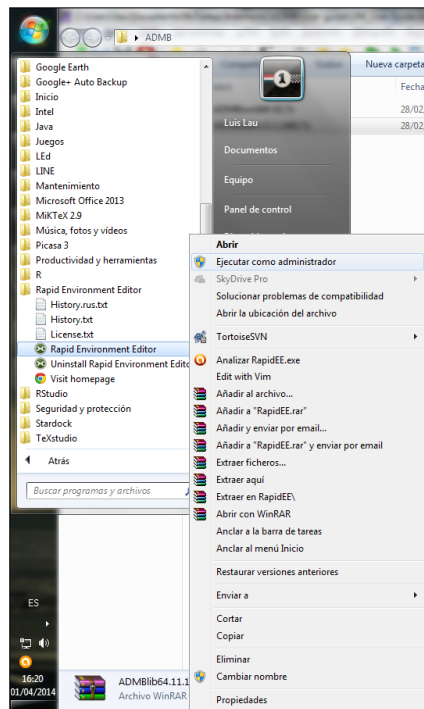 ADMB
Nueva carpeta
Fecha
28/02
28/02
Google Earth
Google+ Auto Backup
Inicio
Intel
Java
Juegos
LEd
LINE
Mantenimiento
Microsoft Office 2013
MiKTeX 2.9
Música, fotos y vídeos
Picasa 3
Productividad y herramientas
R
Rapid Environment Editor
History.rus.txt
History.txt
License.txt
Rapid Environment Editor
Uninstall Rapid Environment Edito
Visit homepage
RStudio
Seguridad y protección
Stardock
TeXstudio
Atrás
Buscar programas y archivos
1
Luis Lau
Documentos
Equipo
Panel de control
Abrir
Ejecutar como administrador
SkyDrive Pro
Solucionar problemas de compatibilidad
Abrir la ubicación del archivo
TortoiseSVN
Analizar RapidEE.exe
Edit with Vim
Añadir al archivo...
Añadir a "RapidEE.rar"
Añadir y enviar por email...
Añadir a "RapidEE.rar" y enviar por email
Extraer ficheros...
Extraer aquí
Extraer en RapidEE\
Abrir con WinRAR
Anclar a la barra de tareas
Anclar al menú Inicio
Restaurar versiones anteriores
Enviar a
Cortar
Copiar
Eliminar
Cambiar nombre
Propiedades
ES
16:20
01/04/2014
ADMBlib64.11.1
Archivo WinRAR